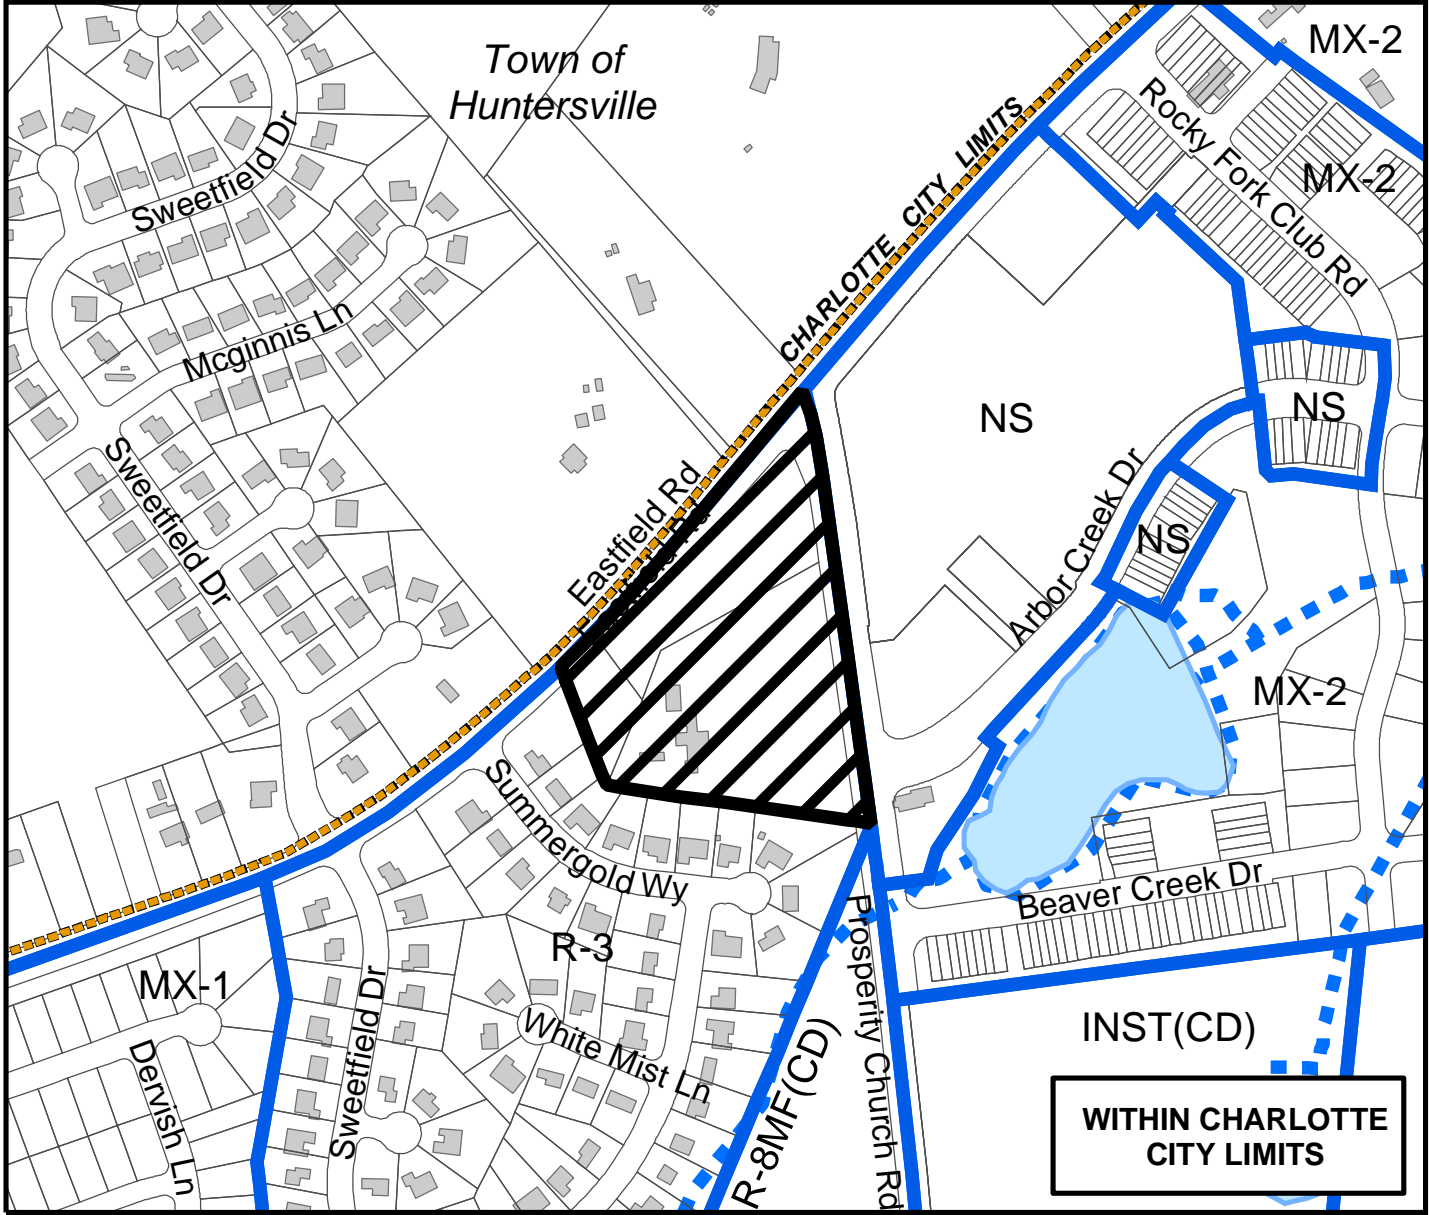 Town of
Huntersville
MX-2
Rocky Fork Club Rd
MX-2
CHARLOTTE CITY LIMITS
Sweetfield Dr
Mcginnis Ln
NS
NS
Sweetfield Dr
Eastfield Rd
Arbor Creek Dr
NS
MX-2
Summergold Wy
Beaver Creek Dr
R-3
MX-1
Sweetfield Dr
White Mist Ln
Dervish Ln
R-8MF(CD)
Prosperity Church Rd
INST(CD)
WITHIN CHARLOTTE
CITY LIMITS